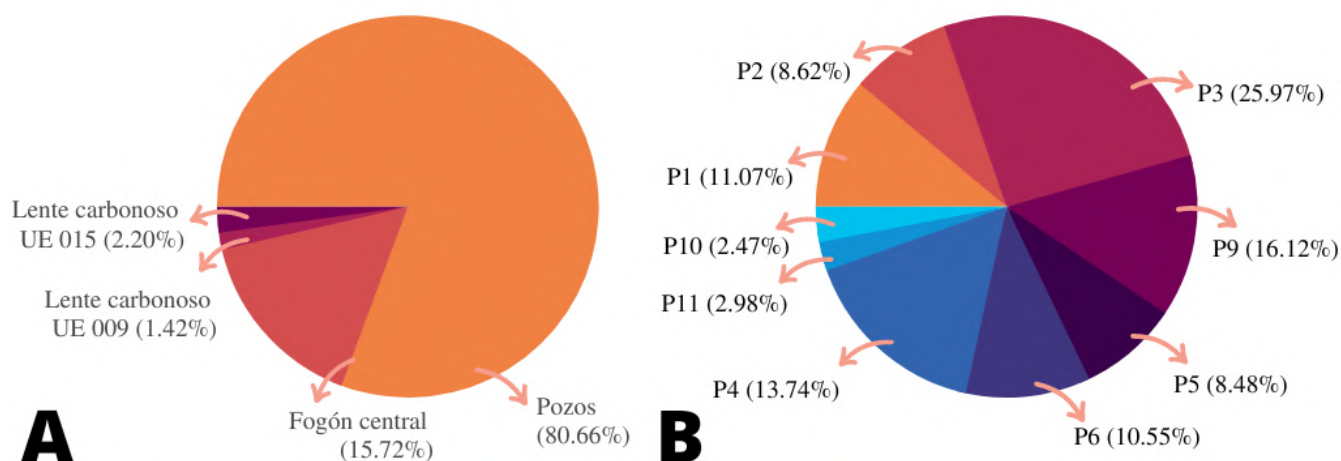 Lente carbonoso
UE 015 (2.20%)
Lente carbonoso
UE 009 (1.42%)
Fogón central
(15.72%)
Pozos
(80.66%)
A
P2 (8.62%)
P3 (25.97%)
P1 (11.07%)
P10 (2.47%)
P9 (16.12%)
P11 (2.98%)
P4 (13.74%)
P5 (8.48%)
P6 (10.55%)
B